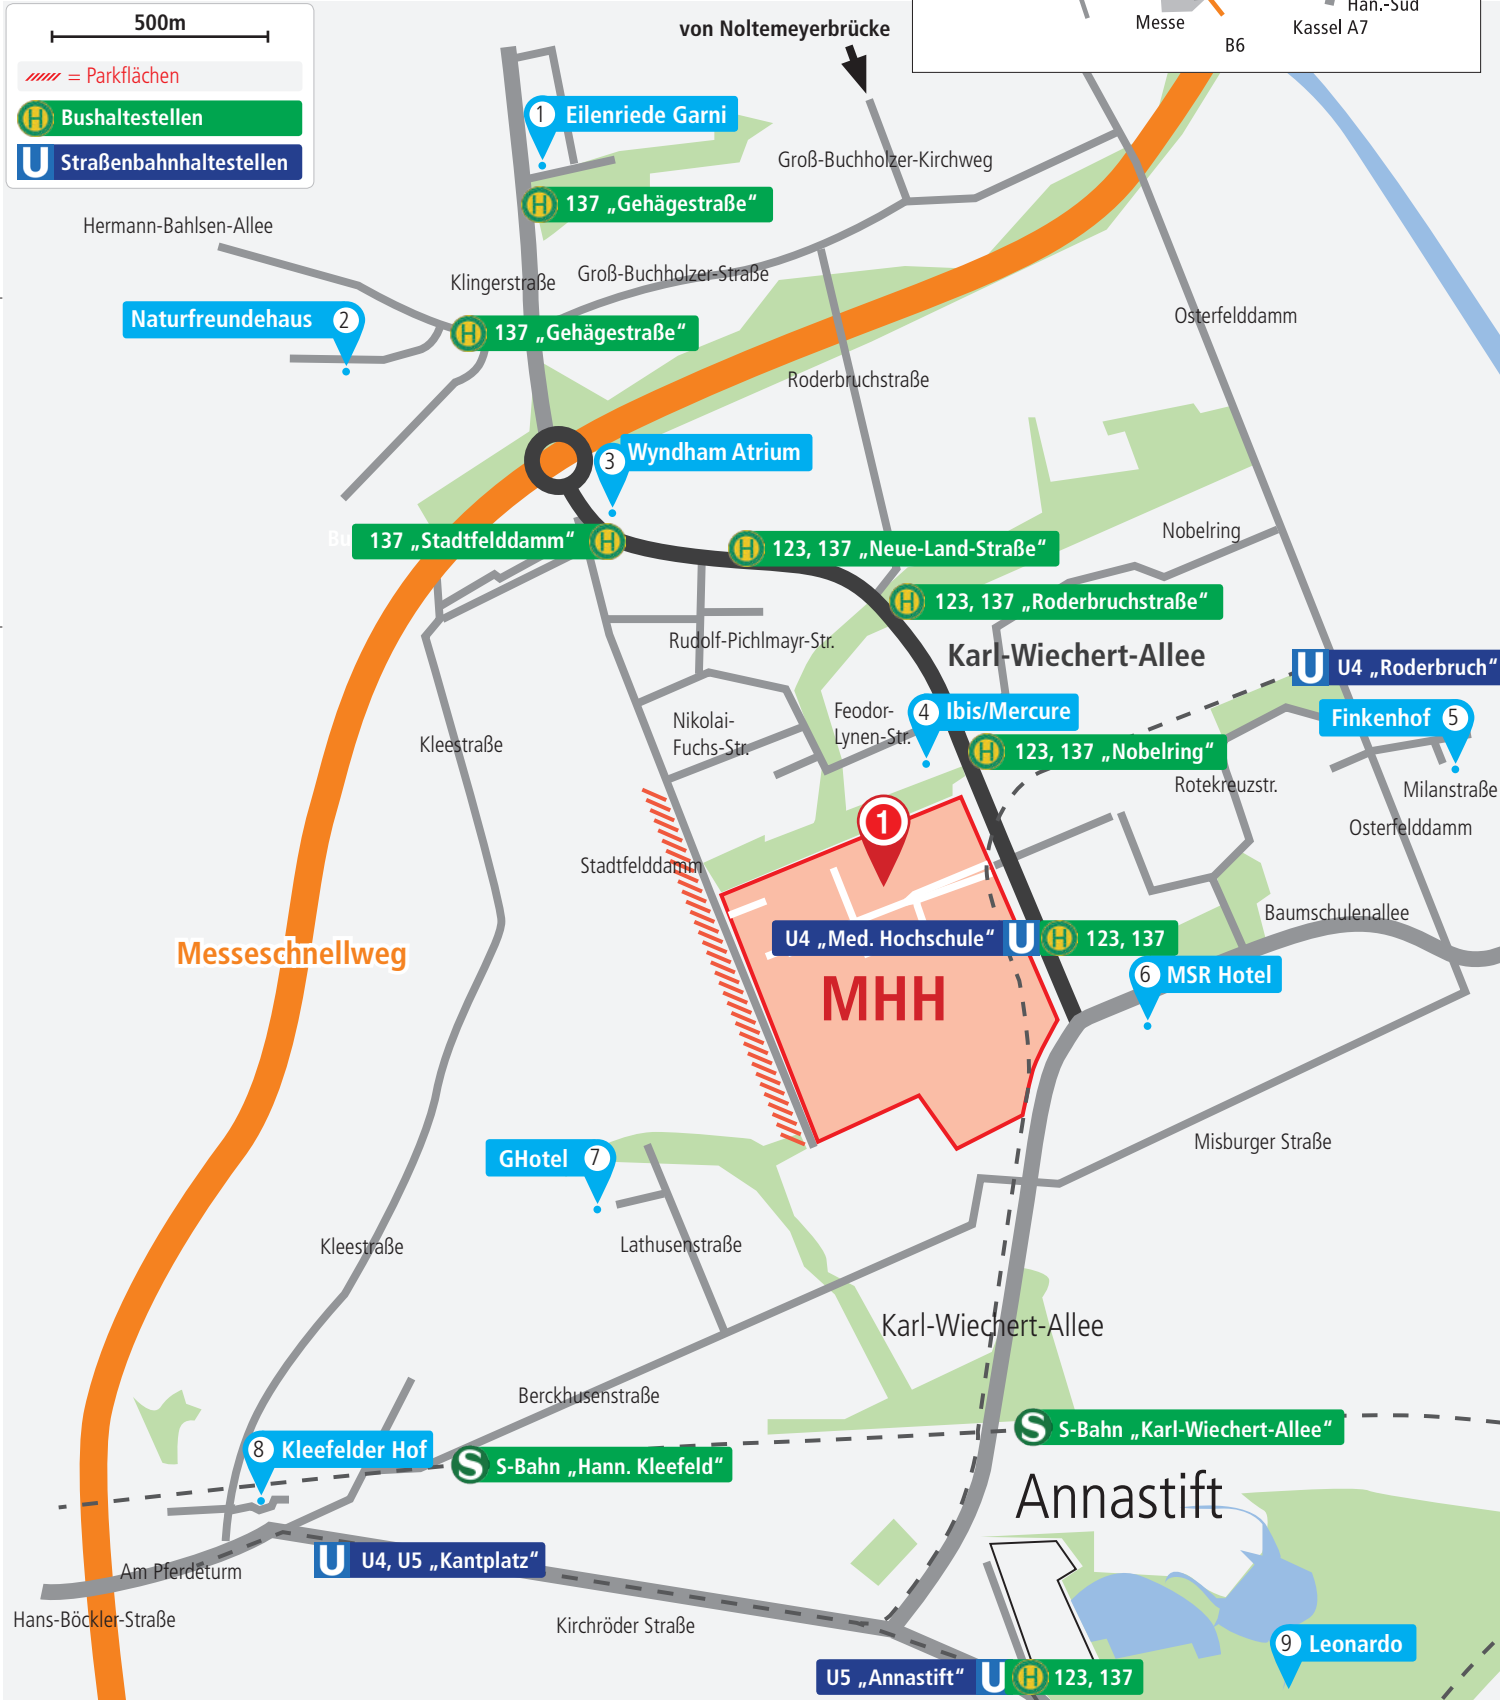 500m
= Parkflächen
H Bushaltestellen
U Straßenbahnhaltestellen
von Noltemeyerbrücke
Messe
B6
Han.-Süd
Kassel A7
1 Eilenriede Garni
Groß-Buchholzer-Kirchweg
H 137 „Gehägestraße“
Hermann-Bahlsen-Allee
Klingerstraße
Groß-Buchholzer-Straße
Naturfreundehaus 2
H 137 „Gehägestraße“
Osterfelddamm
Roderbruchstraße
3 Wyndham Atrium
Bu
137 „Stadtfelddamm“ H
H 123, 137 „Neue-Land-Straße“
Nobelring
H 123, 137 „Roderbruchstraße“
Rudolf-Pichlmayr-Str.
Karl-Wiechert-Allee
U U4 „Roderbruch“
Nikolai-
Fuchs-Str.
Feodor-
Lynen-Str.
4 Ibis/Mercure
Finkenhof 5
Kleestraße
H 123, 137 „Nobelring“
Rotekreuzstr.
Milanstraße
1
Osterfelddamm
Stadtfelddamm
Baumschulenallee
Messeschnellweg
U4 „Med. Hochschule“ U H 123, 137
6 MSR Hotel
MHH
Misburger Straße
GHotel 7
Kleestraße
Lathusenstraße
Karl-Wiechert-Allee
Berckhusenstraße
S S-Bahn „Karl-Wiechert-Allee“
8 Kleefelder Hof
S S-Bahn „Hann. Kleefeld“
Annastift
U U4, U5 „Kantplatz“
Am Pferdeturm
Hans-Böckler-Straße
Kirchröder Straße
9 Leonardo
U5 „Annastift“ U H 123, 137